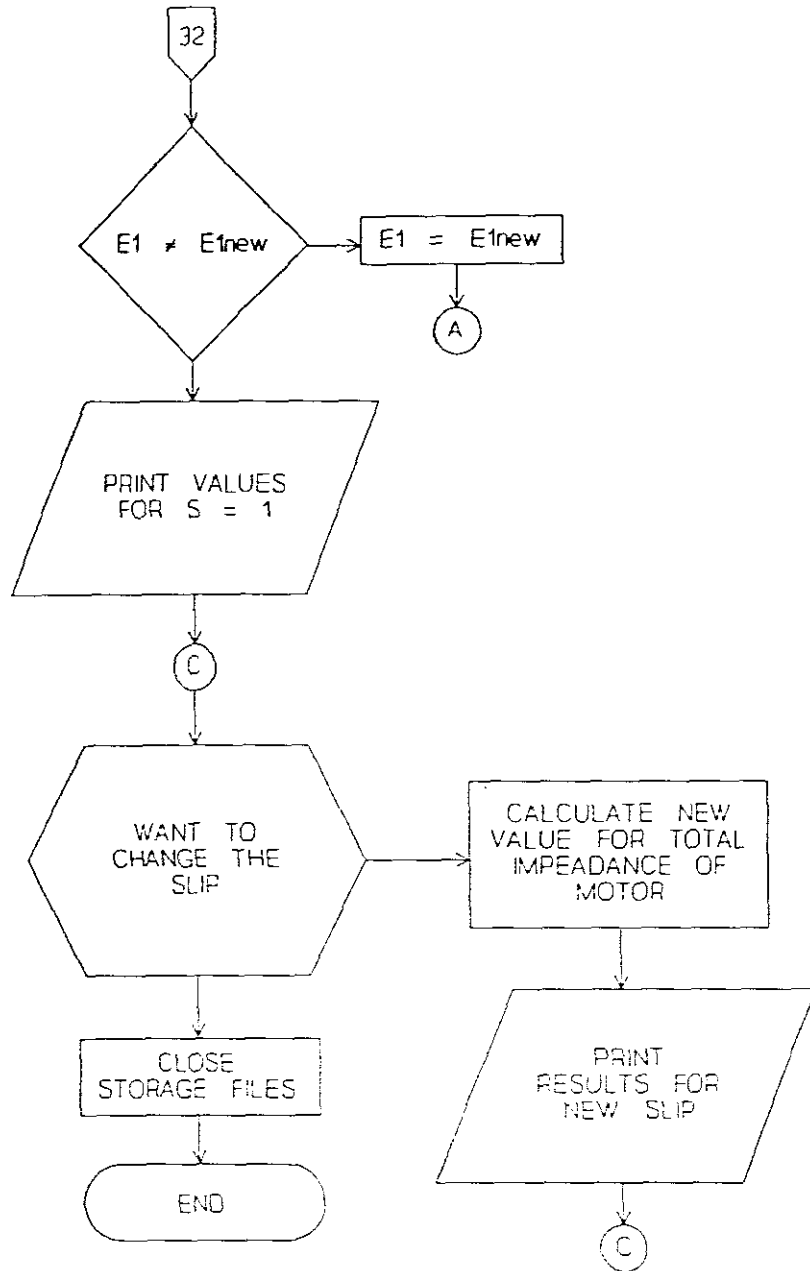 32
E1 ≠ E1new
E1 = E1new
A
PRINT VALUES
FOR S = 1
C
WANT TO
CHANGE THE
SLIP
CALCULATE NEW
VALUE FOR TOTAL
IMPEADANCE OF
MOTOR
CLOSE
STORAGE FILES
PRINT
RESULTS FOR
NEW SLIP
END
C